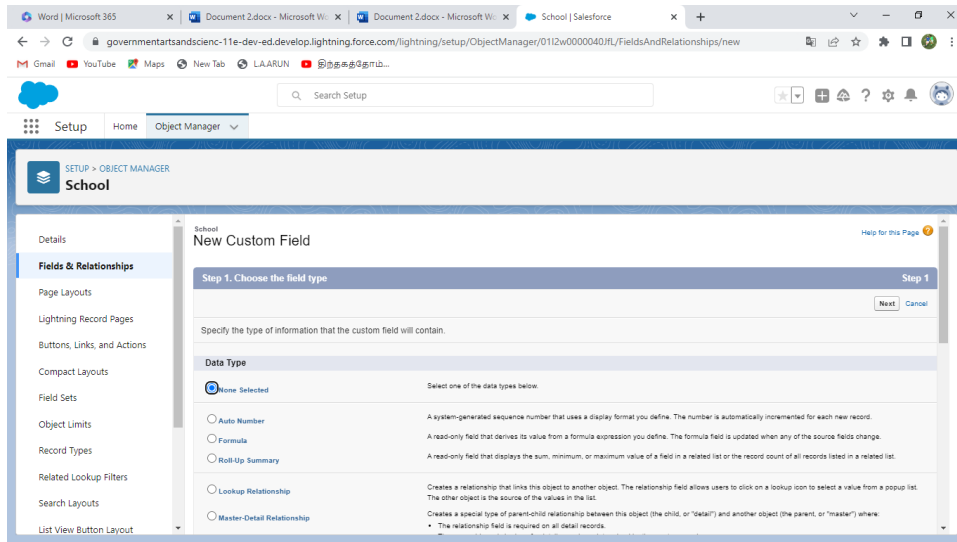 Word | Microsoft 365
Document 2.docx - Microsoft Wo
Document 2.docx - Microsoft Wo
School | Salesforce
governmentartsandscienc-11e-dev-ed.develop.lightning.force.com/lightning/setup/ObjectManager/01I2w0000040JfL/FieldsAndRelationships/new
Gmail
YouTube
Maps
New Tab
L.A.ARUN
Search Setup
Setup
Home
Object Manager
SETUP > OBJECT MANAGER
School
Details
Fields & Relationships
Page Layouts
Lightning Record Pages
Buttons, Links, and Actions
Compact Layouts
Field Sets
Object Limits
Record Types
Related Lookup Filters
Search Layouts
List View Button Layout
School
New Custom Field
Help for this Page
Step 1. Choose the field type
Step 1
Next
Cancel
Specify the type of information that the custom field will contain.
Data Type
None Selected
Select one of the data types below.
Auto Number
A system-generated sequence number that uses a display format you define. The number is automatically incremented for each new record.
Formula
A read-only field that derives its value from a formula expression you define. The formula field is updated when any of the source fields change.
Roll-Up Summary
A read-only field that displays the sum, minimum, or maximum value of a field in a related list or the record count of all records listed in a related list.
Lookup Relationship
Creates a relationship that links this object to another object. The relationship field allows users to click on a lookup icon to select a value from a popup list.
The other object is the source of the values in the list.
Master-Detail Relationship
Creates a special type of parent-child relationship between this object (the child, or "detail") and another object (the parent, or "master") where:
• The relationship field is required on all detail records.